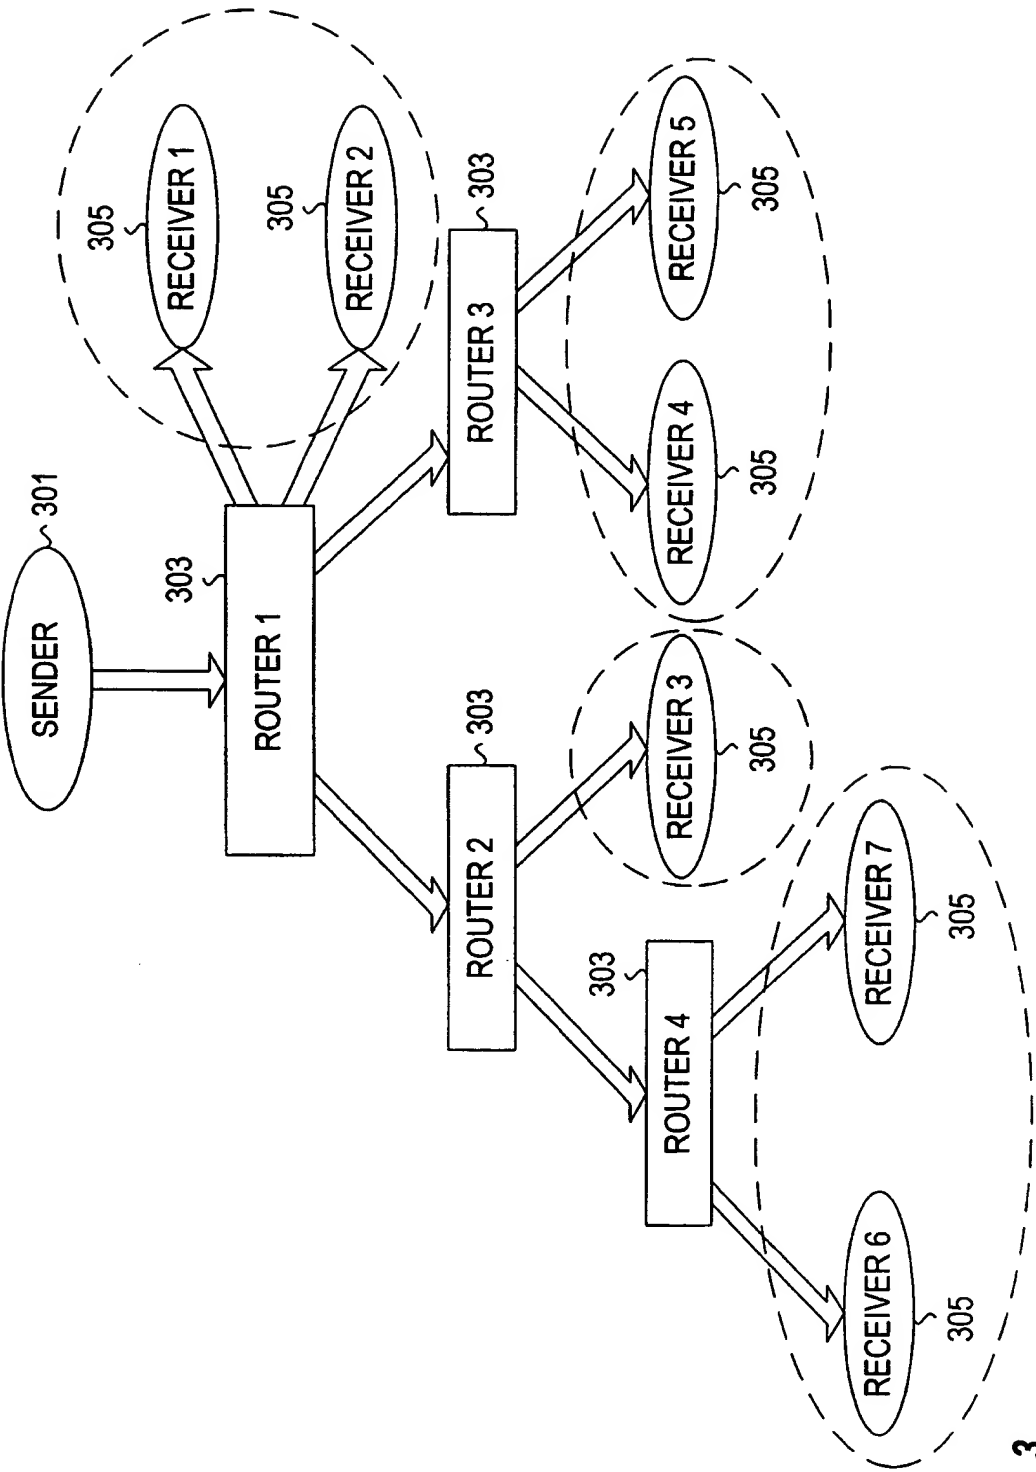 SENDER
301
303
ROUTER 1
305
RECEIVER 1
305
RECEIVER 2
303
ROUTER 2
303
ROUTER 3
303
ROUTER 4
RECEIVER 3
305
RECEIVER 4
305
RECEIVER 5
305
RECEIVER 6
305
RECEIVER 7
305
3